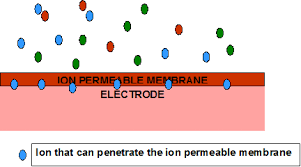 ION PERMEABLE MEMBRANE
ELECTRODE
Ion that can penetrate the ion permeable membrane